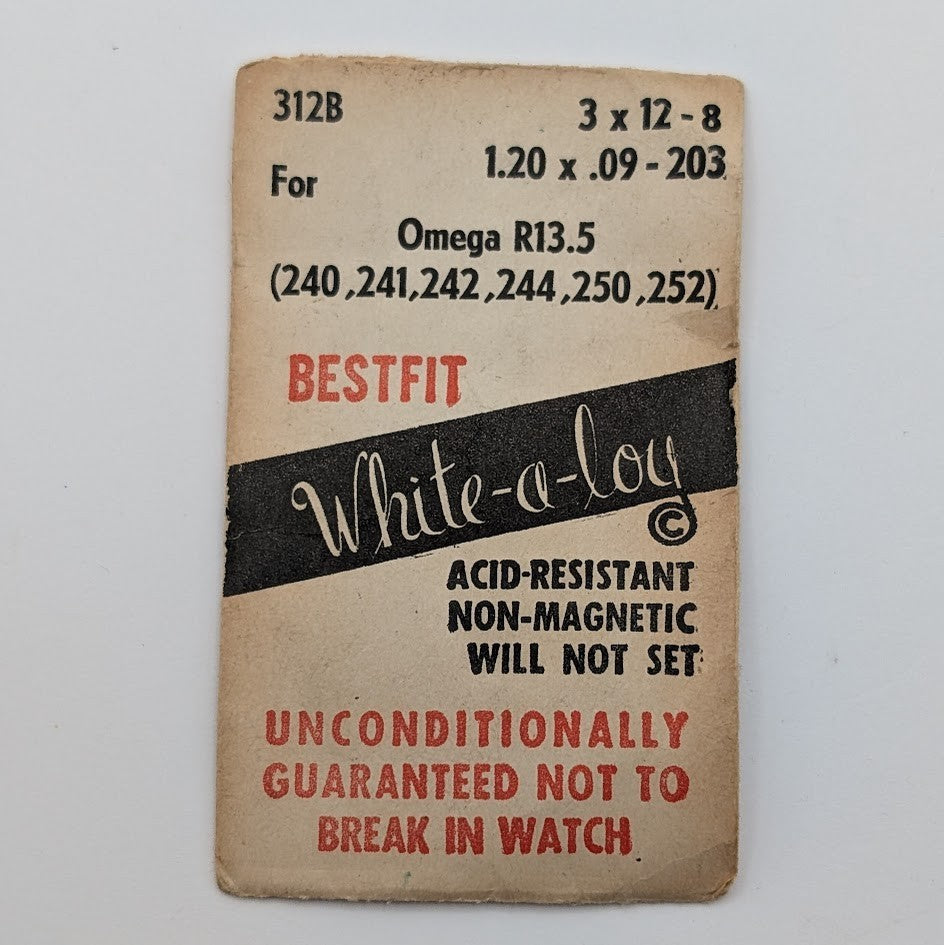 312B
3 x 12 - 8
1.20 x .09 - 203
For
Omega R13.5
(240,241,242,244,250,252)
BESTFIT
White-a-loy
©
ACID-RESISTANT
NON-MAGNETIC
WILL NOT SET
UNCONDITIONALLY
GUARANTEED NOT TO
BREAK IN WATCH